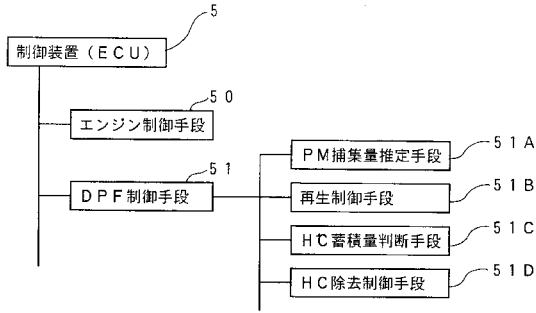 5
制御装置(ECU)
50
エンジン制御手段
51
DPF制御手段
51A
PM捕集量推定手段
51B
再生制御手段
51C
HC蓄積量判断手段
51D
HC除去制御手段